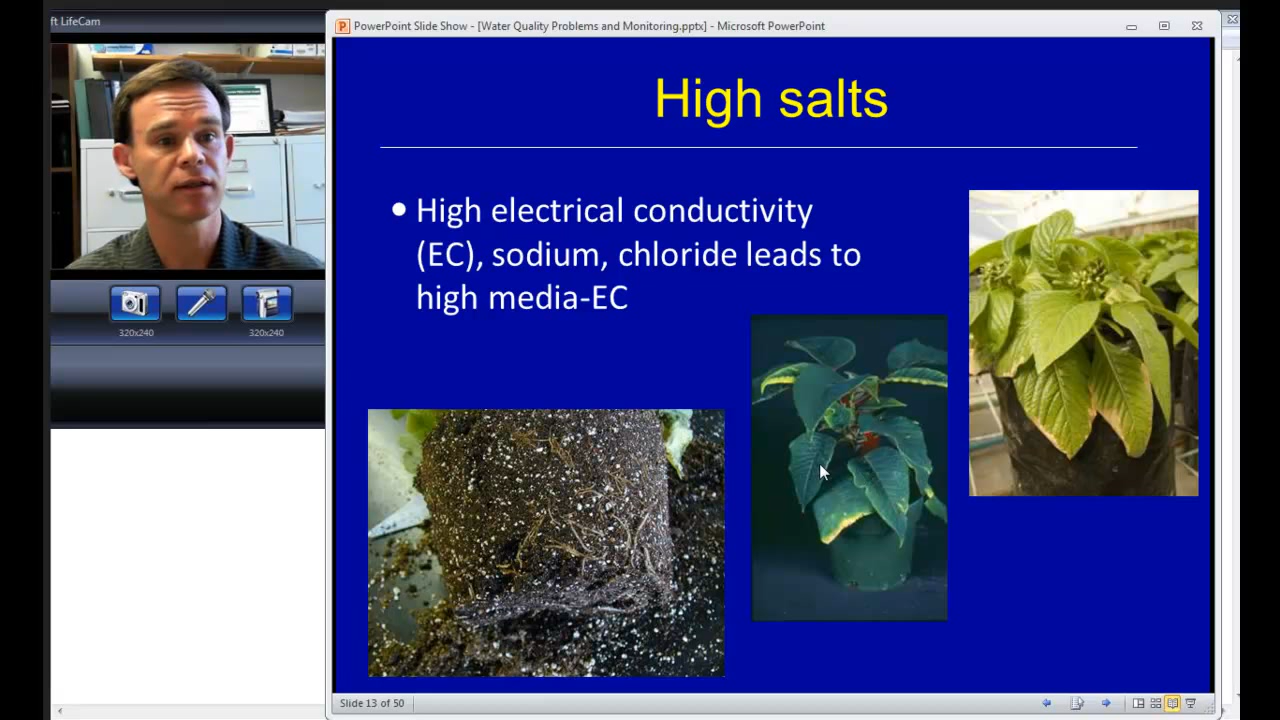 ft LifeCam
PowerPoint Slide Show - [Water Quality Problems and Monitoring.pptx] - Microsoft PowerPoint
High salts
• High electrical conductivity
(EC), sodium, chloride leads to
high media-EC
320x240
320x240
Slide 13 of 50